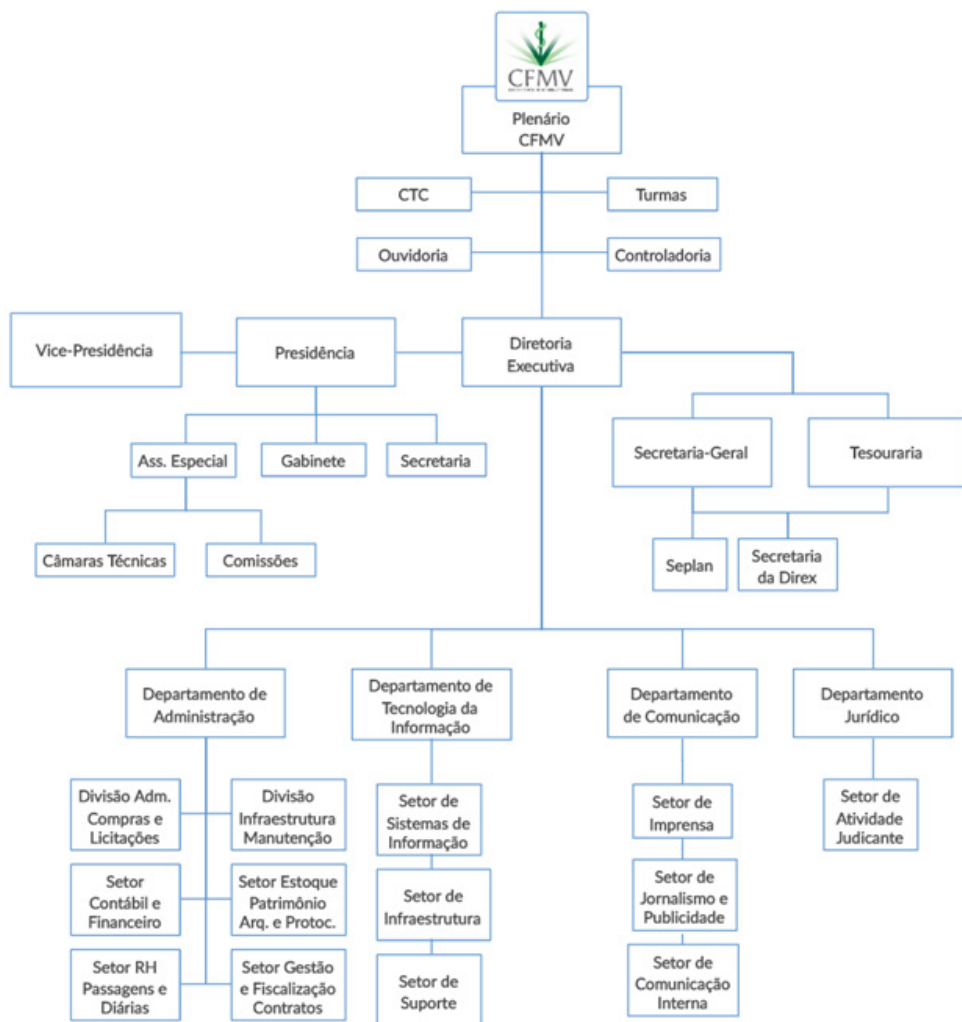 CFMV
Plenário
CFMV
CTC
Turmas
Ouvidoria
Controladoria
Vice-Presidência
Presidência
Diretoria
Executiva
Secretaria-Geral
Tesouraria
Ass. Especial
Gabinete
Secretaria
Câmaras Técnicas
Comissões
Seplan
Secretaria
da Direx
Departamento de
Administração
Departamento de
Tecnologia da
Informação
Departamento
de Comunicação
Departamento
Jurídico
Divisão Adm.
Compras e
Licitações
Divisão
Infraestrutura
Manutenção
Setor
Contábil e
Financeiro
Setor Estoque
Patrimônio
Arq. e Protoc.
Setor RH
Passagens e
Diárias
Setor Gestão
e Fiscalização
Contratos
Setor de
Sistemas de
Informação
Setor de
Infraestrutura
Setor de
Suporte
Setor de
Imprensa
Setor de
Jornalismo e
Publicidade
Setor de
Comunicação
Interna
Setor de
Atividade
Judicante